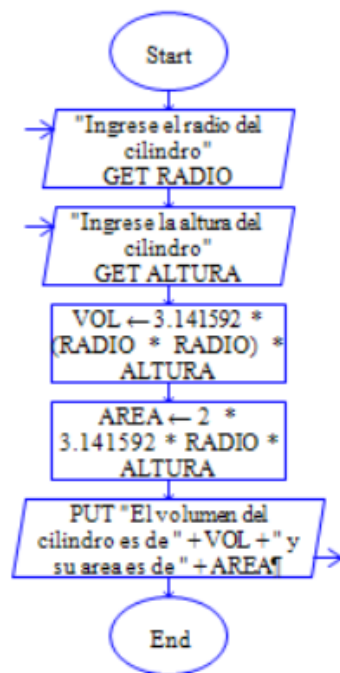 Start
"Ingrese el radio del
cilindro"
GET RADIO
"Ingrese la altura del
cilindro"
GET ALTURA
VOL ← 3.141592 *
(RADIO * RADIO) *
ALTURA
AREA ← 2 *
3.141592 * RADIO *
ALTURA
PUT "El volumen del
cilindro es de " + VOL + " y
su area es de " + AREA¶
End